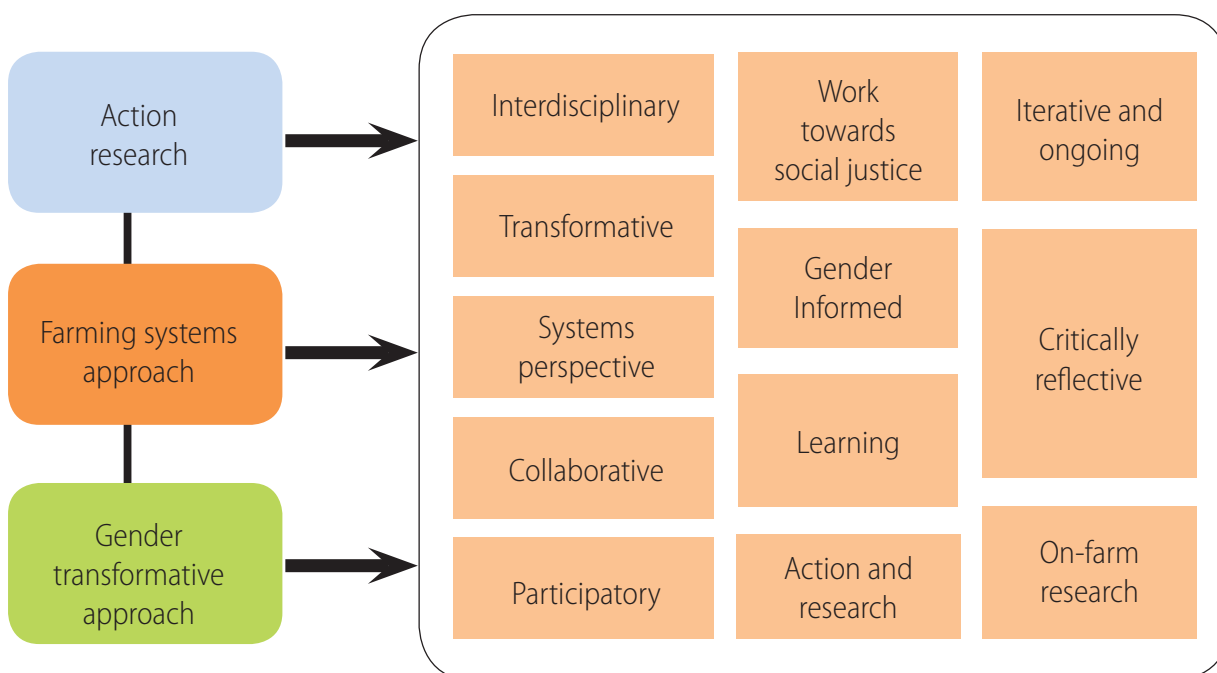 Action
research
Farming systems
approach
Gender
transformative
approach
Interdisciplinary
Transformative
Systems
perspective
Collaborative
Participatory
Work
towards
social justice
Gender
Informed
Learning
Action and
research
Iterative and
ongoing
Critically
reflective
On-farm
research